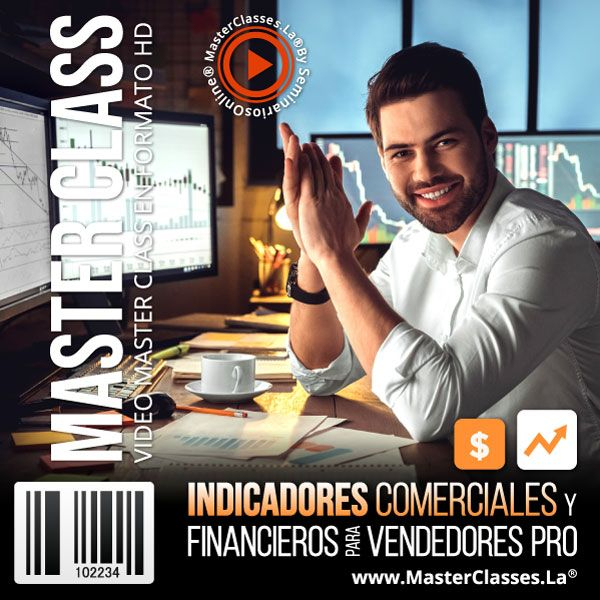 MASTER CLASS
VIDEO MASTER CLASS EN FORMATO HD
MasterClasses.La® By SeminariosOnline®
$
INDICADORES COMERCIALES Y
FINANCIEROS PARA VENDEDORES PRO
102234
www.MasterClasses.La®